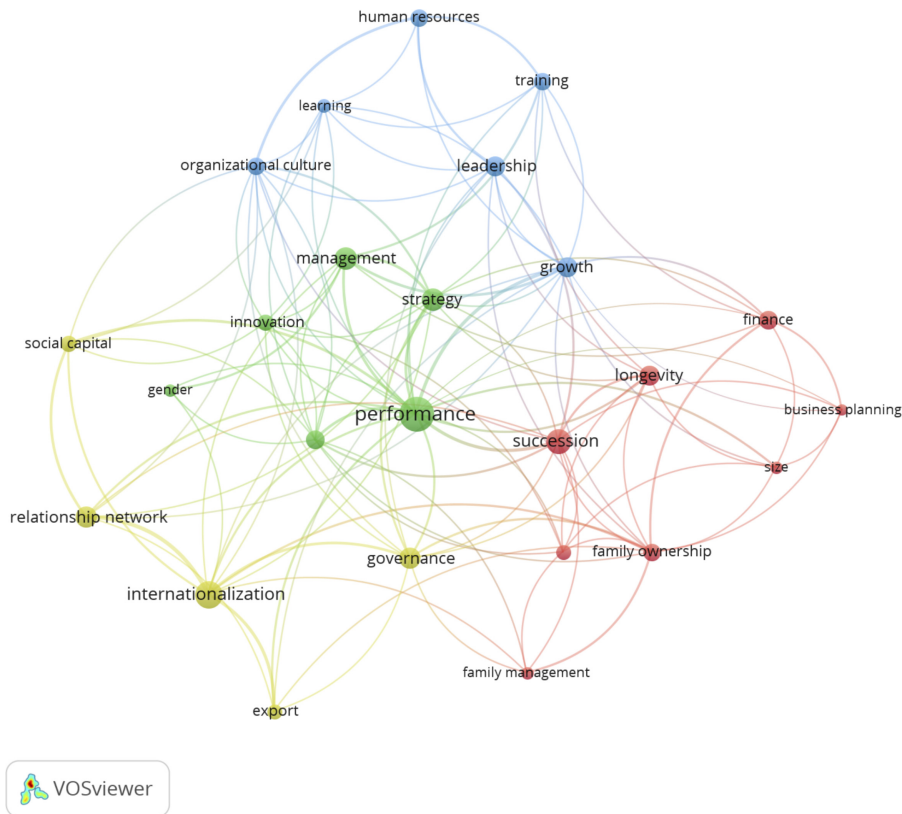 human resources
training
learning
organizational culture
leadership
management
growth
strategy
innovation
finance
social capital
longevity
gender
business planning
performance
succession
size
relationship network
family ownership
governance
internationalization
family management
export
VOSviewer